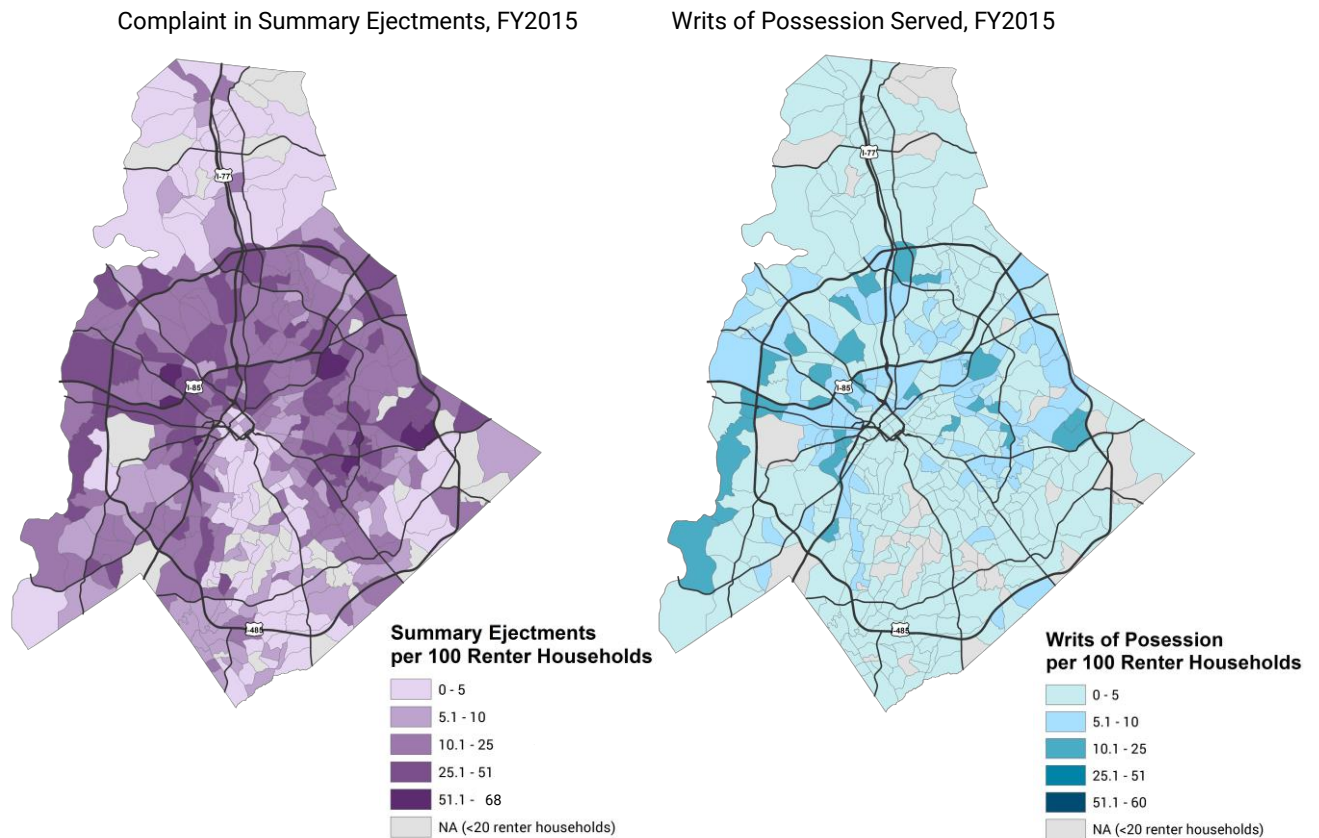 Complaint in Summary Ejectments, FY2015
Writs of Possession Served, FY2015
I-77
I-85
I-485
Summary Ejectments
per 100 Renter Households
0 - 5
5.1 - 10
10.1 - 25
25.1 - 51
51.1 - 68
NA (<20 renter households)
I-77
I-85
I-485
Writs of Posession
per 100 Renter Households
0 - 5
5.1 - 10
10.1 - 25
25.1 - 51
51.1 - 60
NA (<20 renter households)